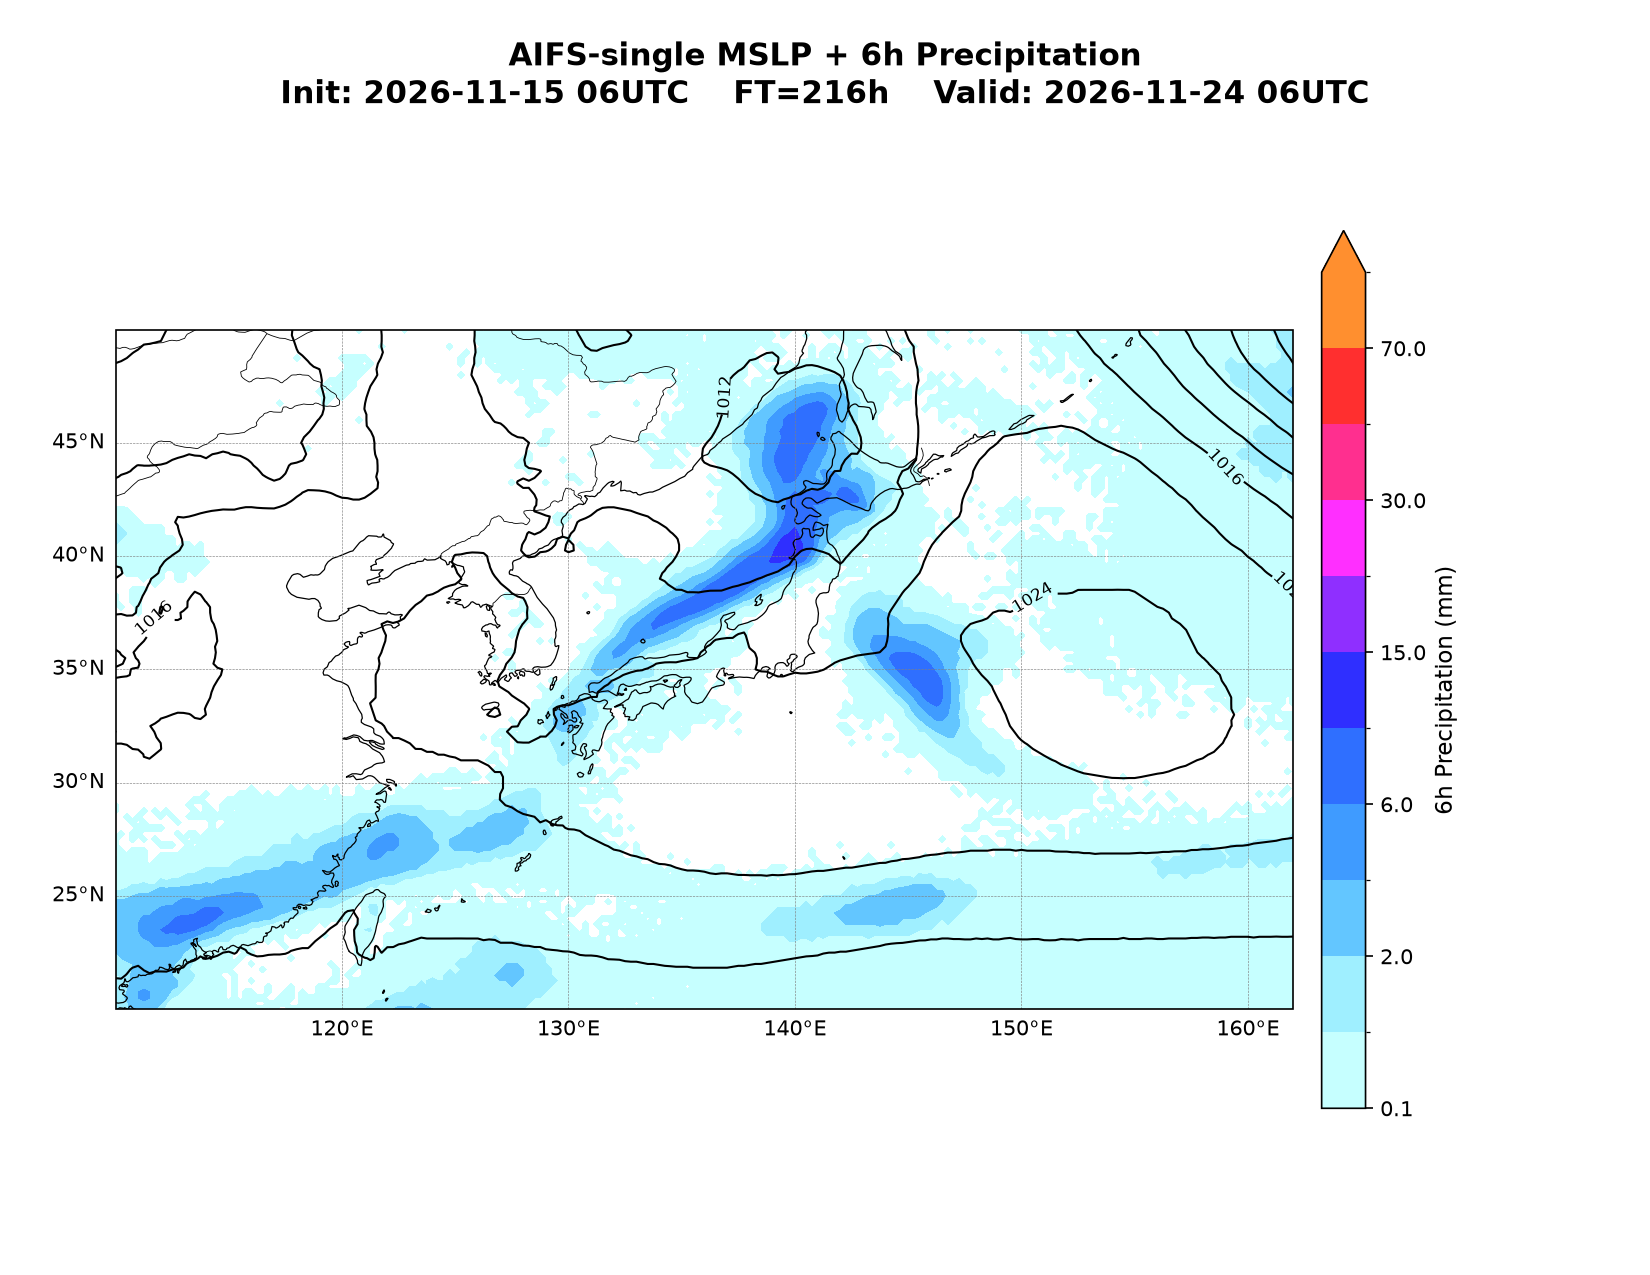 AIFS-single MSLP + 6h Precipitation
Init: 2026-11-15 06UTC    FT=216h    Valid: 2026-11-24 06UTC
70.0
30.0
15.0
6.0
2.0
0.1
6h Precipitation (mm)
45°N
40°N
35°N
30°N
25°N
120°E
130°E
140°E
150°E
160°E
1012
1016
1016
1024